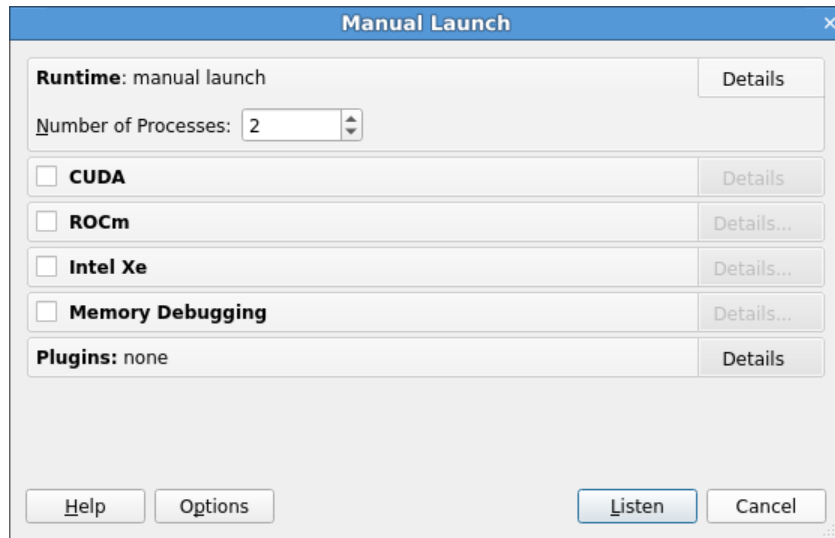 Manual Launch
Runtime: manual launch Details
Number of Processes: 2
CUDA Details
ROCm Details...
Intel Xe Details...
Memory Debugging Details...
Plugins: none Details
Help Options Listen Cancel